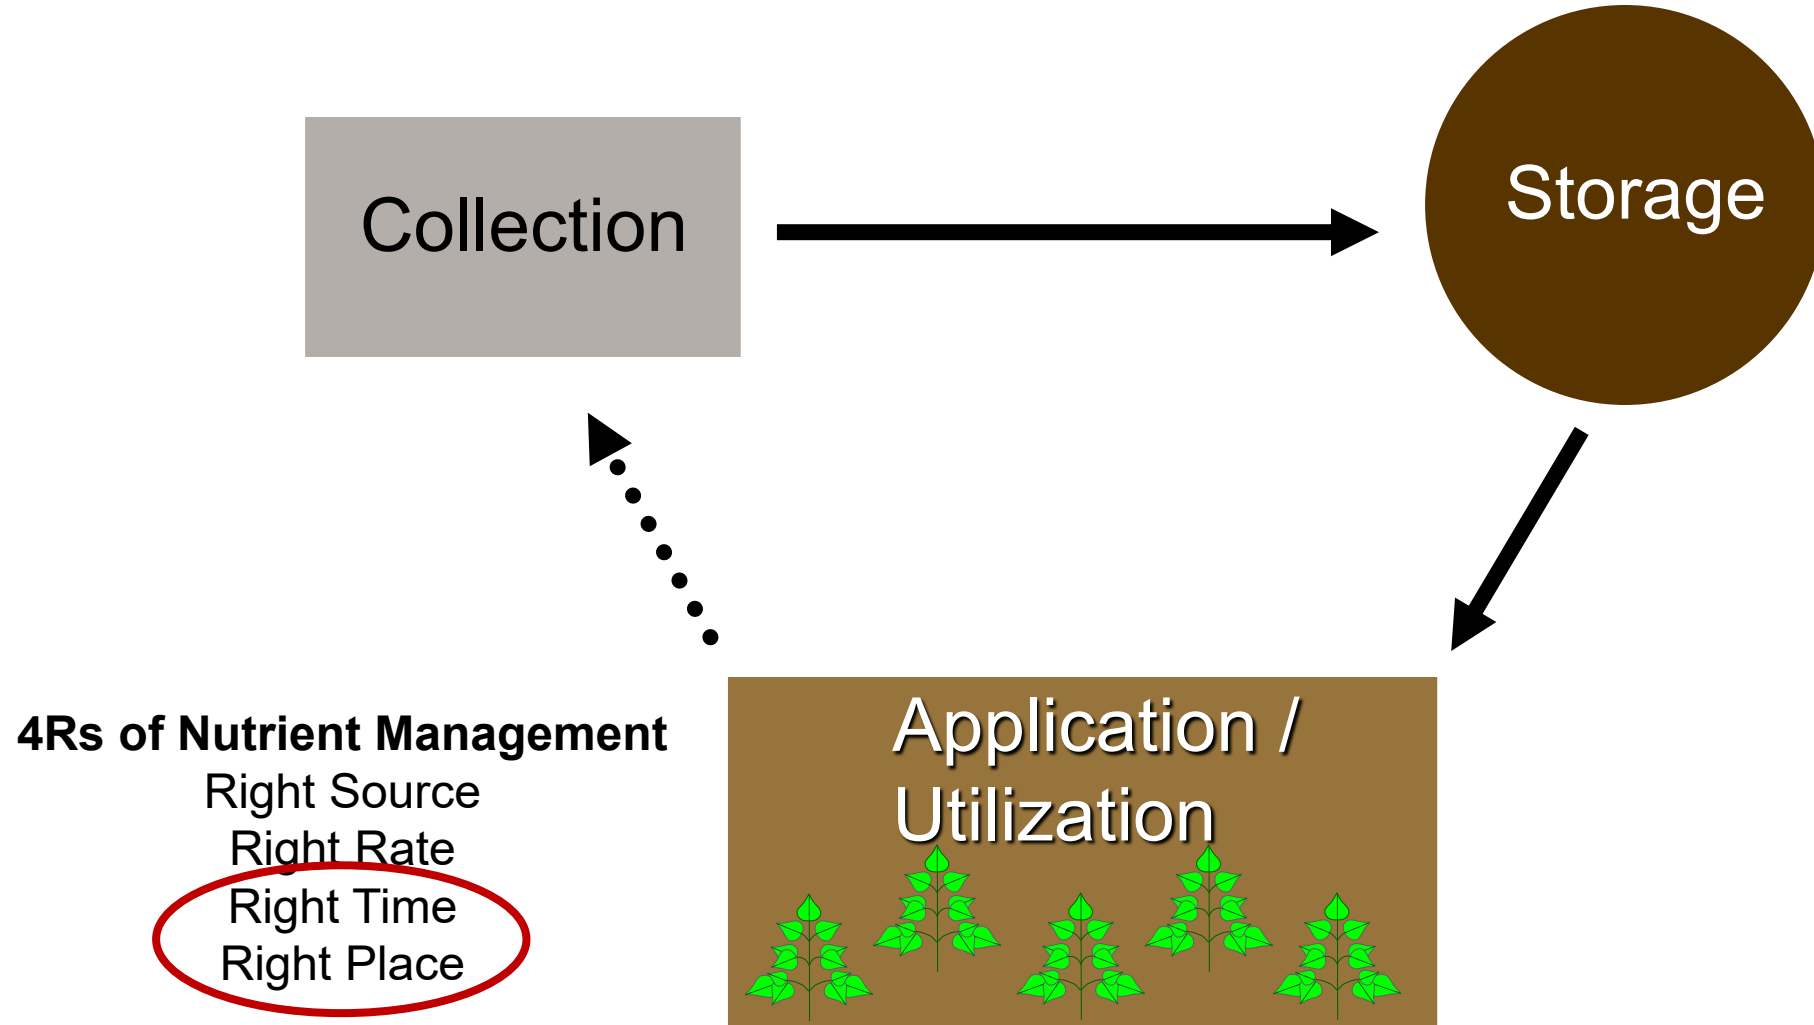 Collection
Storage
Application /
Utilization
4Rs of Nutrient Management
Right Source
Right Rate
Right Time
Right Place